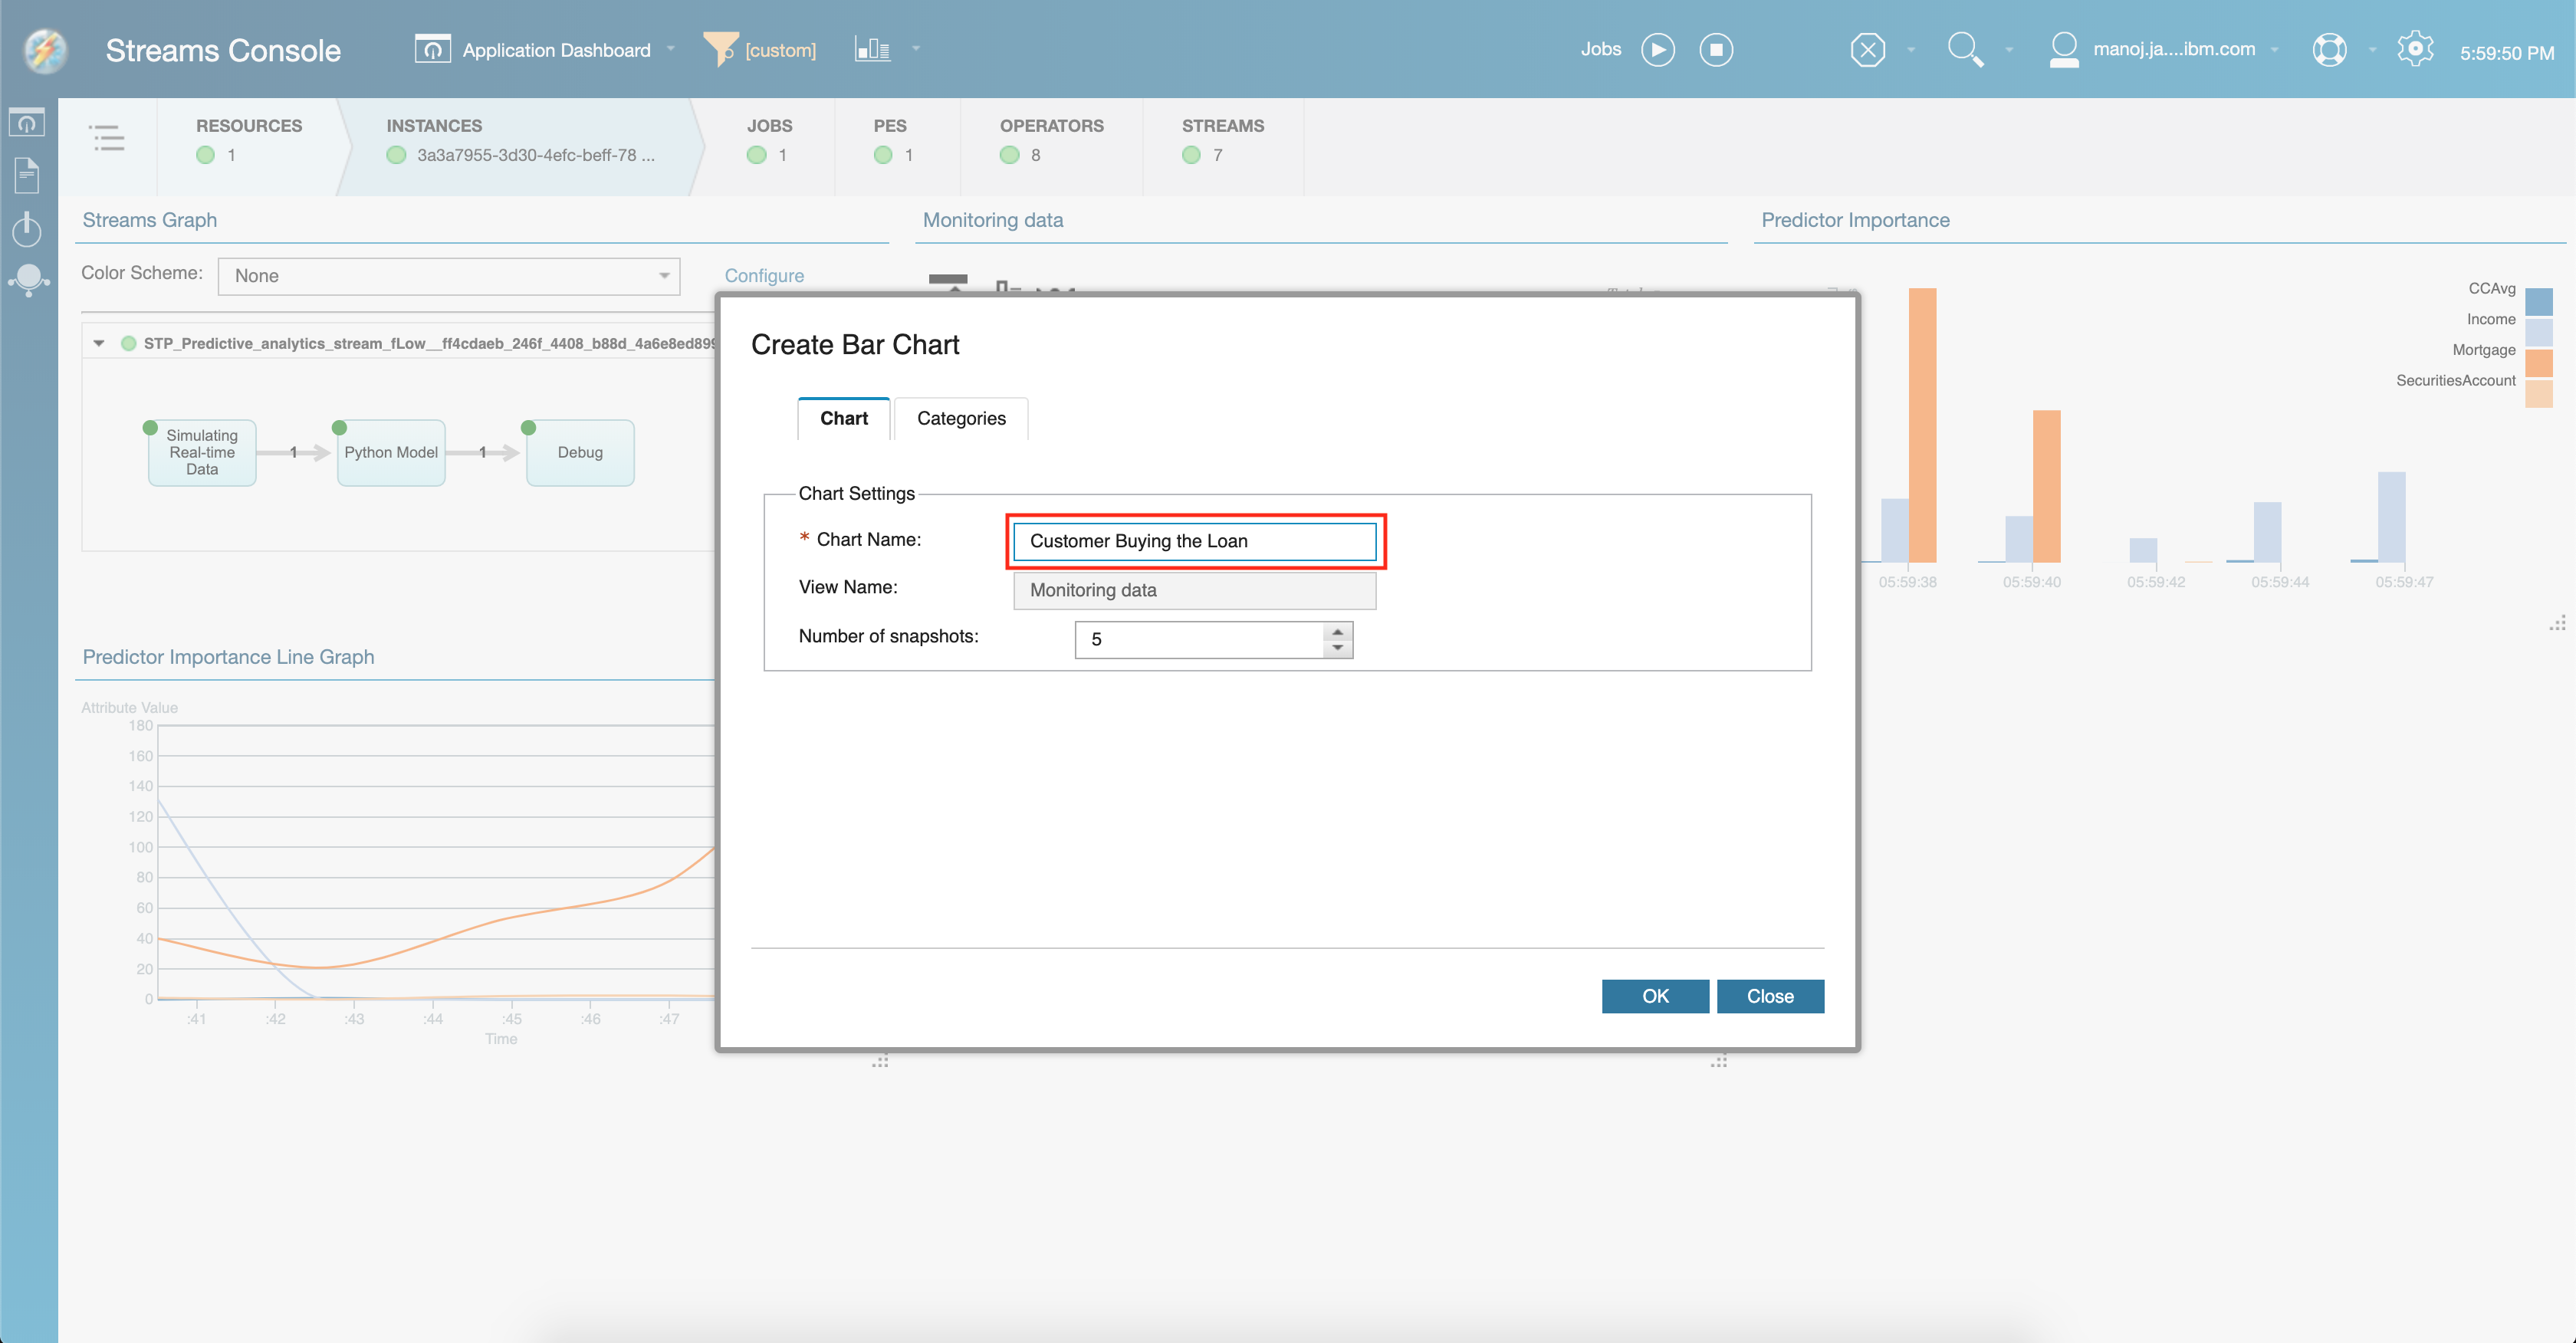 Streams Console
Application Dashboard
[custom]
Jobs
manoj.ja....ibm.com
5:59:50 PM
RESOURCES
1
INSTANCES
3a3a7955-3d30-4efc-beff-78 ...
JOBS
1
PES
1
OPERATORS
8
STREAMS
7
Streams Graph
Monitoring data
Predictor Importance
Color Scheme:
None
Configure
STP_Predictive_analytics_stream_fLow__ff4cdaeb_246f_4408_b88d_4a6e8ed899
Simulating
Real-time
Data
1
Python Model
1
Debug
Create Bar Chart
Chart
Categories
Chart Settings
* Chart Name:
Customer Buying the Loan
View Name:
Monitoring data
Number of snapshots:
5
OK
Close
CCAvg
Income
Mortgage
SecuritiesAccount
05:59:38
05:59:40
05:59:42
05:59:44
05:59:47
Predictor Importance Line Graph
Attribute Value
180
160
140
120
100
80
60
40
20
0
:41
:42
:43
:44
:45
:46
:47
Time